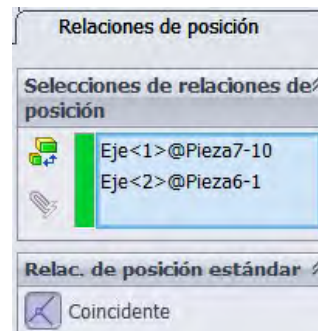 Relaciones de posición
Selecciones de relaciones de
posición
Eje<1>@Pieza7-10
Eje<2>@Pieza6-1
Relac. de posición estándar
Coincidente